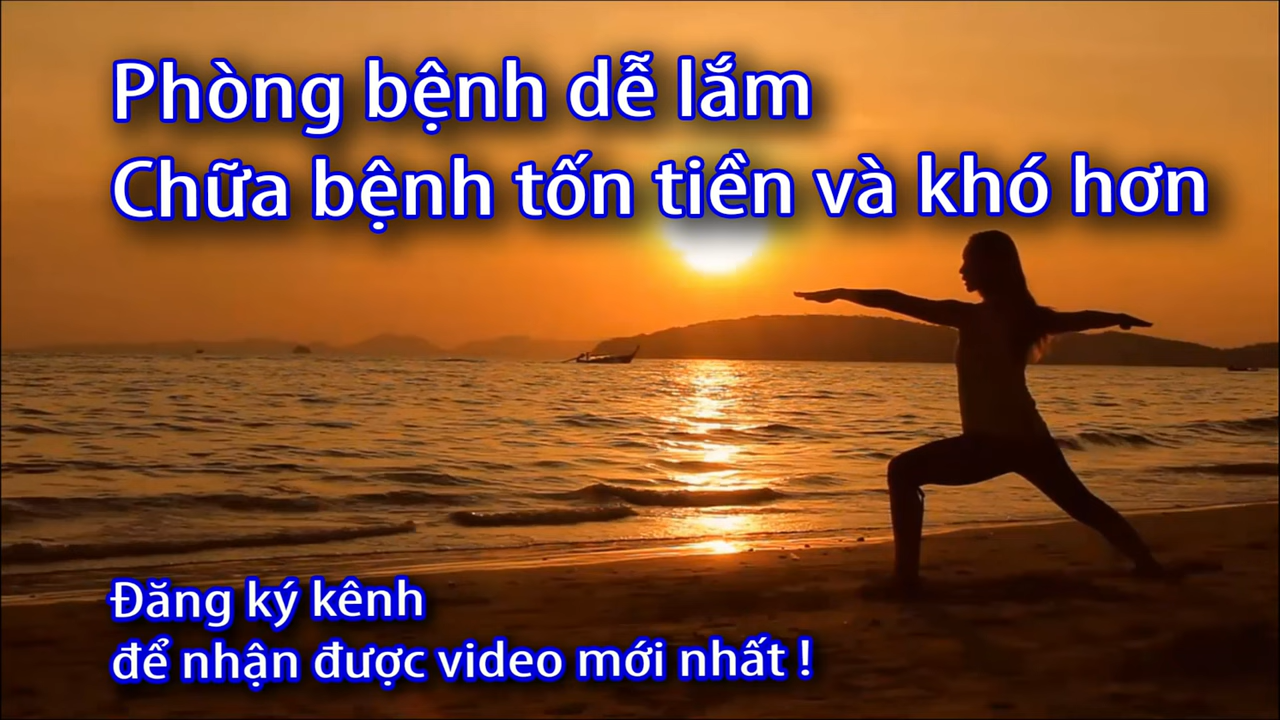 Phòng bệnh dễ lắm
Chữa bệnh tốn tiền và khó hơn
Đăng ký kênh
để nhận được video mới nhất !